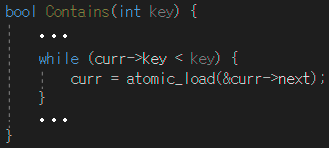 bool Contains(int key) {
...
while (curr->key < key) {
curr = atomic_load(&curr->next);
}
...
}